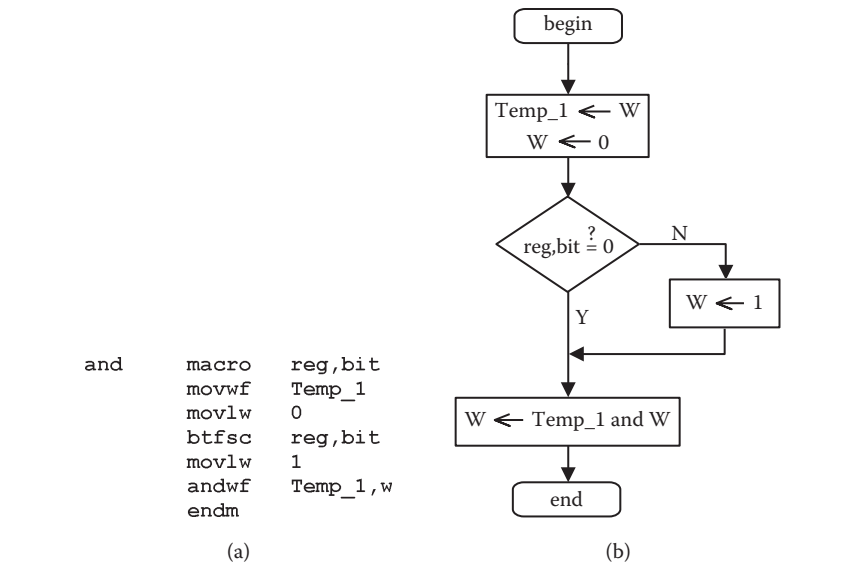 and macro reg,bit
movwf Temp_1
movlw 0
btfsc reg,bit
movlw 1
andwf Temp_1,w
endm
(a)
begin
Temp_1 ← W
W ← 0
?
reg,bit = 0
N
W ← 1
Y
W ← Temp_1 and W
end
(b)